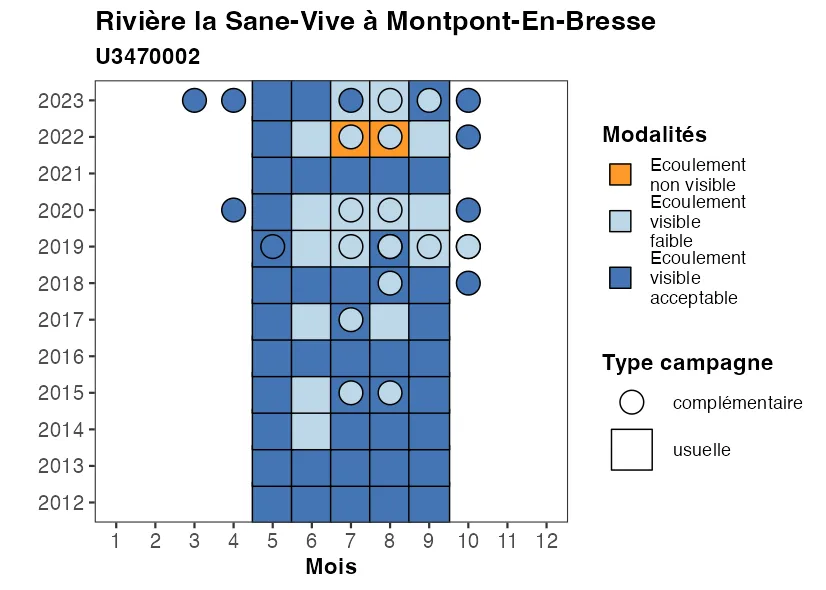 Rivière la Sane-Vive à Montpont-En-Bresse
U3470002
2023
2022
2021
2020
2019
2018
2017
2016
2015
2014
2013
2012
1 2 3 4 5 6 7 8 9 10 11 12
Mois
Modalités
Ecoulement
non visible
Ecoulement
visible
faible
Ecoulement
visible
acceptable
Type campagne
complémentaire
usuelle